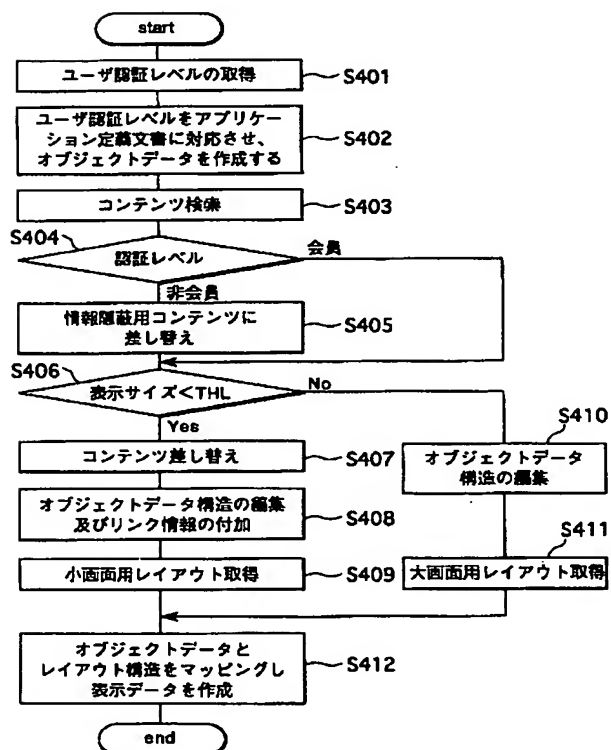 start
ユーザ認証レベルの取得
S401
ユーザ認証レベルをアプリケー
ション定義文書に対応させ、
オブジェクトデータを作成する
S402
コンテンツ検索
S403
S404
認証レベル
会員
非会員
情報隠蔽用コンテンツに
差し替え
S405
S406
表示サイズ<THL
No
Yes
コンテンツ差し替え
S407
S410
オブジェクトデータ
構造の編集
オブジェクトデータ構造の編集
及びリンク情報の付加
S408
S411
小画面用レイアウト取得
S409
大画面用レイアウト取得
オブジェクトデータと
レイアウト構造をマッピングし
表示データを作成
S412
end